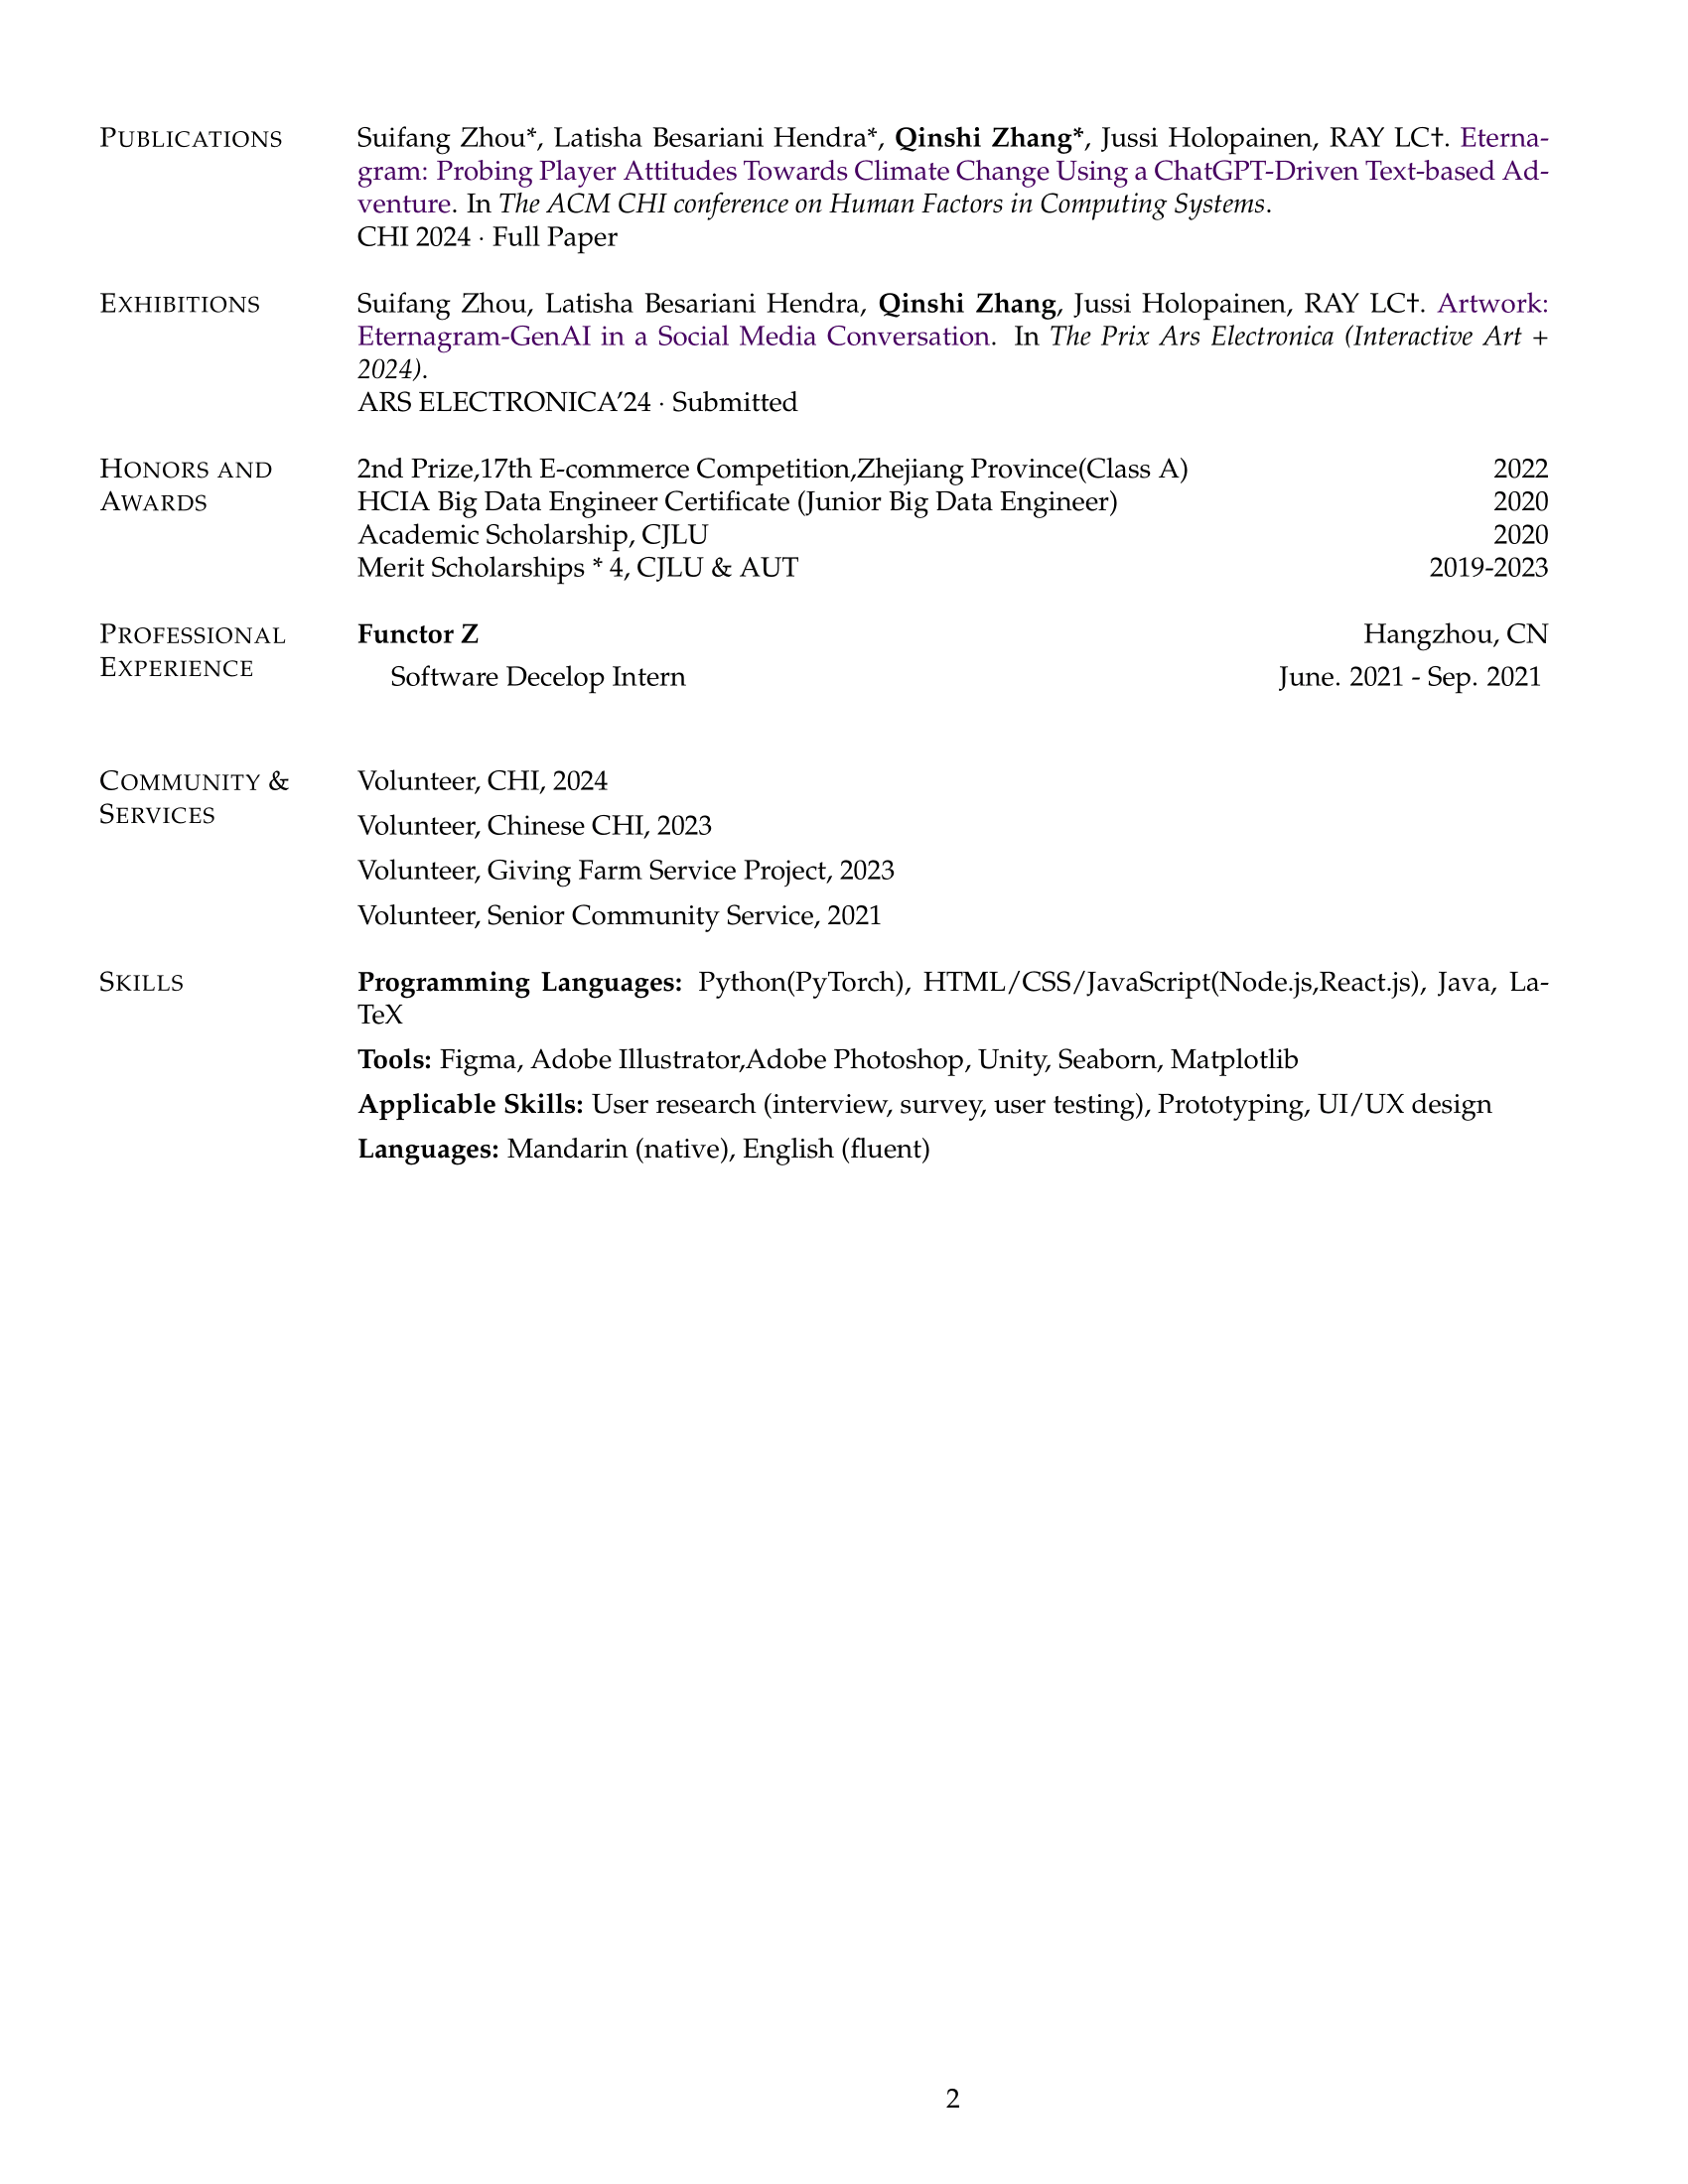 PUBLICATIONS
Suifang Zhou*, Latisha Besariani Hendra*, Qinshi Zhang*, Jussi Holopainen, RAY LC†. Eterna-
gram: Probing Player Attitudes Towards Climate Change Using a ChatGPT-Driven Text-based Ad-
venture. In The ACM CHI conference on Human Factors in Computing Systems.
CHI 2024 · Full Paper
EXHIBITIONS
Suifang Zhou, Latisha Besariani Hendra, Qinshi Zhang, Jussi Holopainen, RAY LC†. Artwork:
Eternagram-GenAI in a Social Media Conversation. In The Prix Ars Electronica (Interactive Art +
2024).
ARS ELECTRONICA’24 · Submitted
HONORS AND
AWARDS
2nd Prize,17th E-commerce Competition,Zhejiang Province(Class A) 2022
HCIA Big Data Engineer Certificate (Junior Big Data Engineer) 2020
Academic Scholarship, CJLU 2020
Merit Scholarships * 4, CJLU & AUT 2019-2023
PROFESSIONAL
EXPERIENCE
Functor Z Hangzhou, CN
Software Decelop Intern June. 2021 - Sep. 2021
COMMUNITY &
SERVICES
Volunteer, CHI, 2024
Volunteer, Chinese CHI, 2023
Volunteer, Giving Farm Service Project, 2023
Volunteer, Senior Community Service, 2021
SKILLS
Programming Languages: Python(PyTorch), HTML/CSS/JavaScript(Node.js,React.js), Java, La-
TeX
Tools: Figma, Adobe Illustrator,Adobe Photoshop, Unity, Seaborn, Matplotlib
Applicable Skills: User research (interview, survey, user testing), Prototyping, UI/UX design
Languages: Mandarin (native), English (fluent)
2